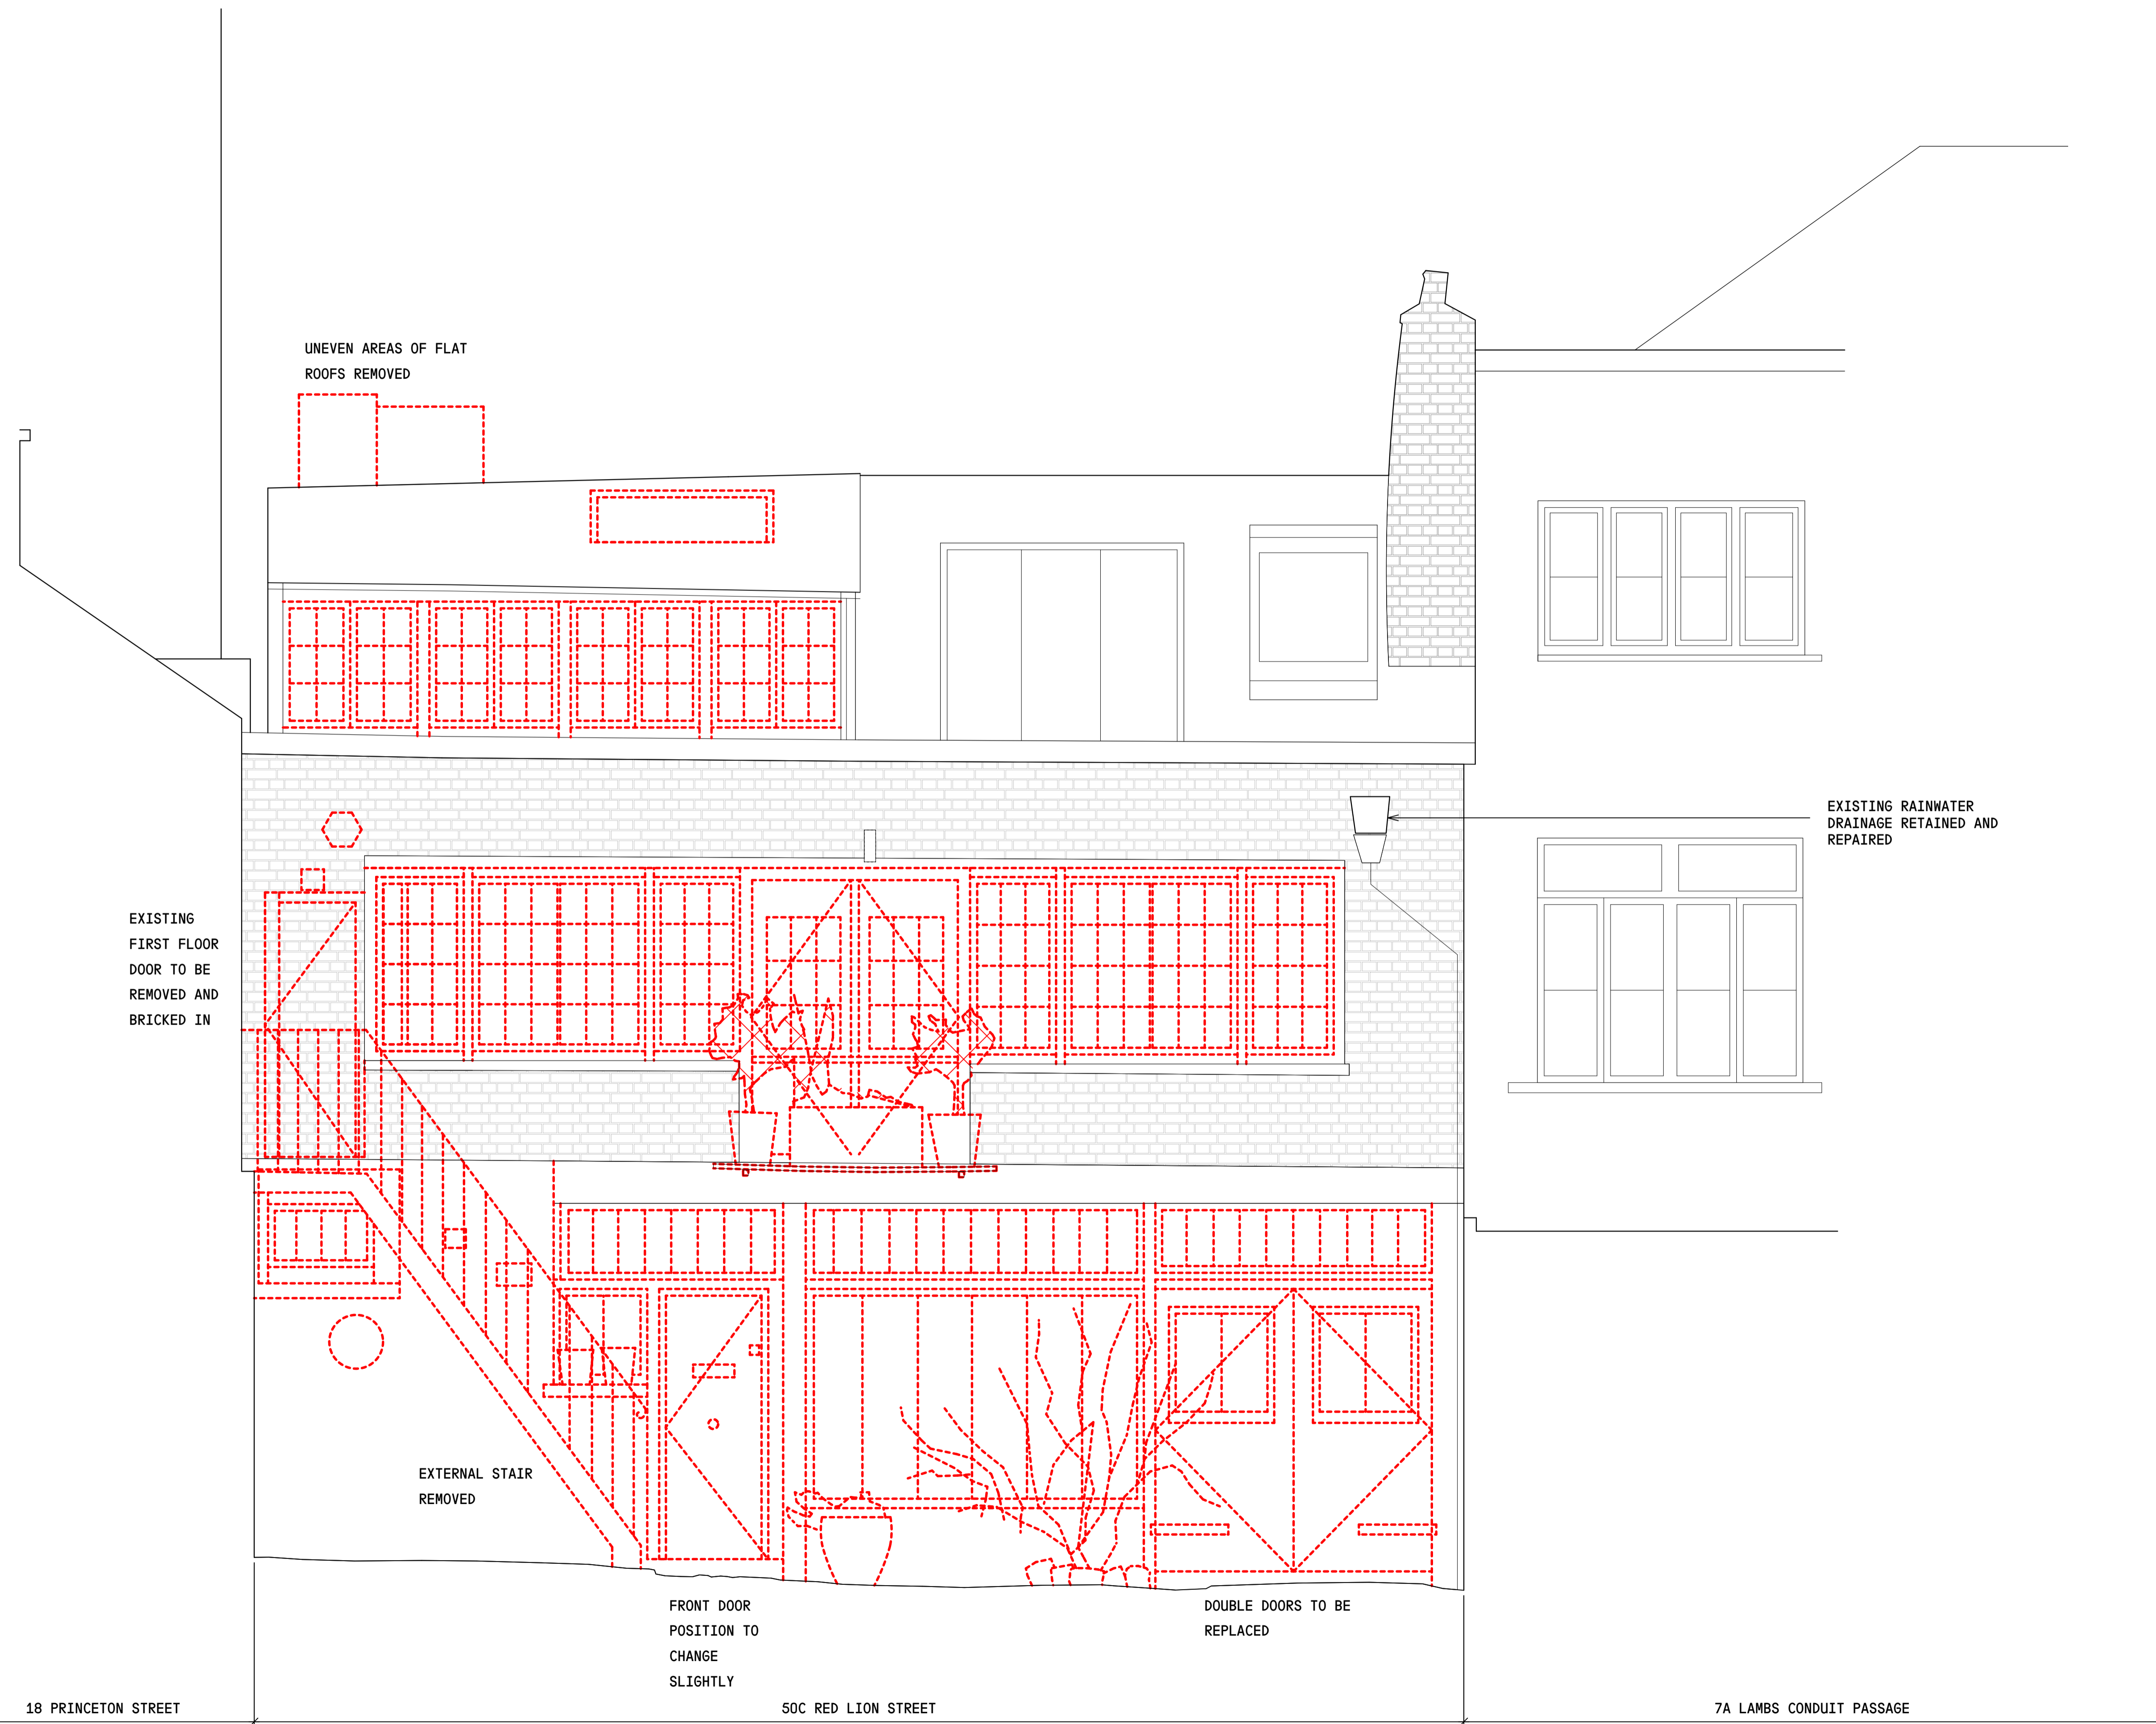 UNEVEN AREAS OF FLAT
ROOFS REMOVED
EXISTING RAINWATER
DRAINAGE RETAINED AND
REPAIRED
EXISTING
FIRST FLOOR
DOOR TO BE
REMOVED AND
BRICKED IN
EXTERNAL STAIR
REMOVED
FRONT DOOR
POSITION TO
CHANGE
SLIGHTLY
DOUBLE DOORS TO BE
REPLACED
18 PRINCETON STREET
50C RED LION STREET
7A LAMBS CONDUIT PASSAGE